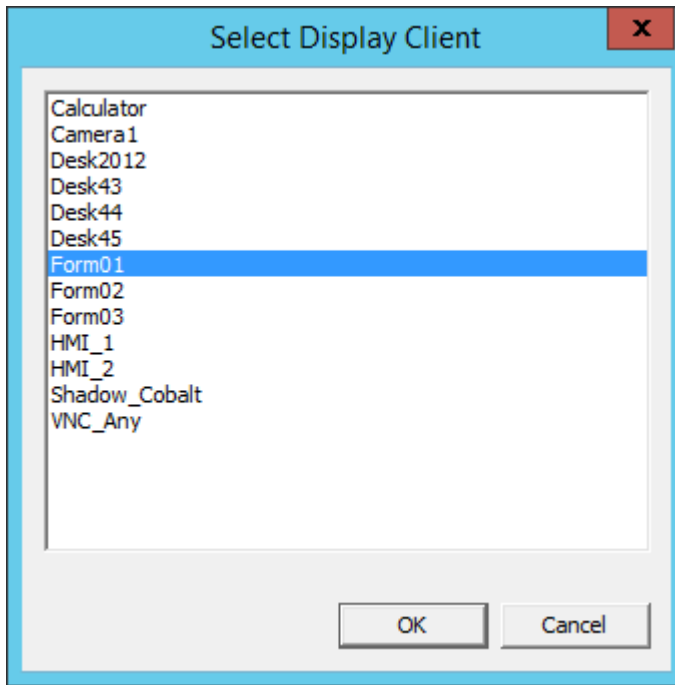 Select Display Client
x
Calculator
Camera1
Desk2012
Desk43
Desk44
Desk45
Form01
Form02
Form03
HMI_1
HMI_2
Shadow_Cobalt
VNC_Any
OK
Cancel